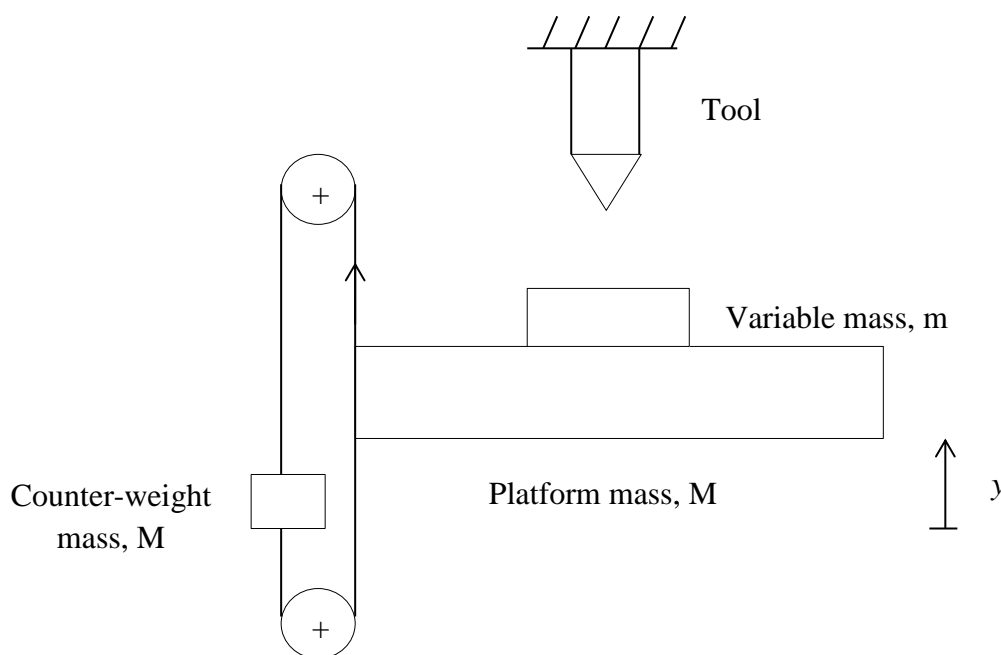 Tool
+
Variable mass, m
Counter-weight
mass, M
Platform mass, M
y
+